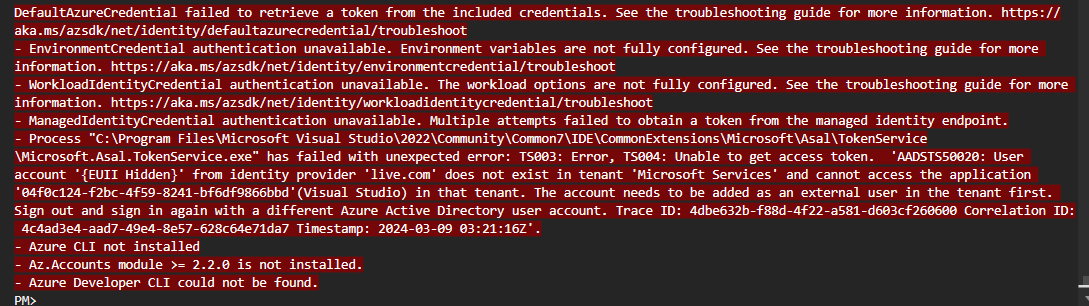 DefaultAzureCredential failed to retrieve a token from the included credentials. See the troubleshooting guide for more information. https://
aka.ms/azsdk/net/identity/defaultazurecredential/troubleshoot
- EnvironmentCredential authentication unavailable. Environment variables are not fully configured. See the troubleshooting guide for more
information. https://aka.ms/azsdk/net/identity/environmentcredential/troubleshoot
- WorkloadIdentityCredential authentication unavailable. The workload options are not fully configured. See the troubleshooting guide for more
information. https://aka.ms/azsdk/net/identity/workloadidentitycredential/troubleshoot
- ManagedIdentityCredential authentication unavailable. Multiple attempts failed to obtain a token from the managed identity endpoint.
- Process "C:\Program Files\Microsoft Visual Studio\2022\Community\Common7\IDE\CommonExtensions\Microsoft\Asal\TokenService
\Microsoft.Asal.TokenService.exe" has failed with unexpected error: TS003: Error, TS004: Unable to get access token.  'AADSTS50020: User
account '{EUII Hidden}' from identity provider 'live.com' does not exist in tenant 'Microsoft Services' and cannot access the application
'04f0c124-f2bc-4f59-8241-bf6df9866bbd'(Visual Studio) in that tenant. The account needs to be added as an external user in the tenant first.
Sign out and sign in again with a different Azure Active Directory user account. Trace ID: 4dbe632b-f88d-4f22-a581-d603cf260600 Correlation ID:
4c4ad3e4-aad7-49e4-8e57-628c64e71da7 Timestamp: 2024-03-09 03:21:16Z'.
- Azure CLI not installed
- Az.Accounts module >= 2.2.0 is not installed.
- Azure Developer CLI could not be found.
PM>